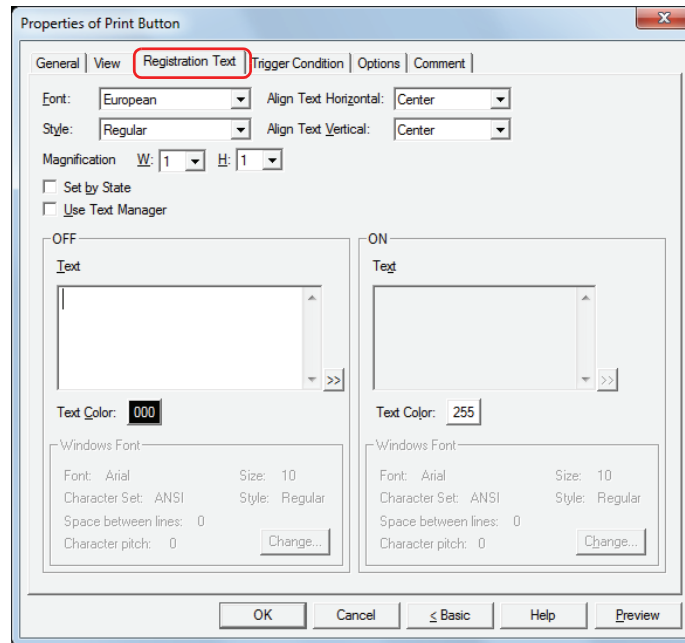 Properties of Print Button
General View Registration Text Trigger Condition Options Comment
Font: European Align Text Horizontal: Center
Style: Regular Align Text Vertical: Center
Magnification W: 1 H: 1
Set by State
Use Text Manager
OFF
Text
>>
Text Color: 000
Windows Font
Font: Arial Size: 10
Character Set: ANSI Style: Regular
Space between lines: 0
Character pitch: 0 Change...
ON
Text
>>
Text Color: 255
Windows Font
Font: Arial Size: 10
Character Set: ANSI Style: Regular
Space between lines: 0
Character pitch: 0 Change...
OK Cancel < Basic Help Preview